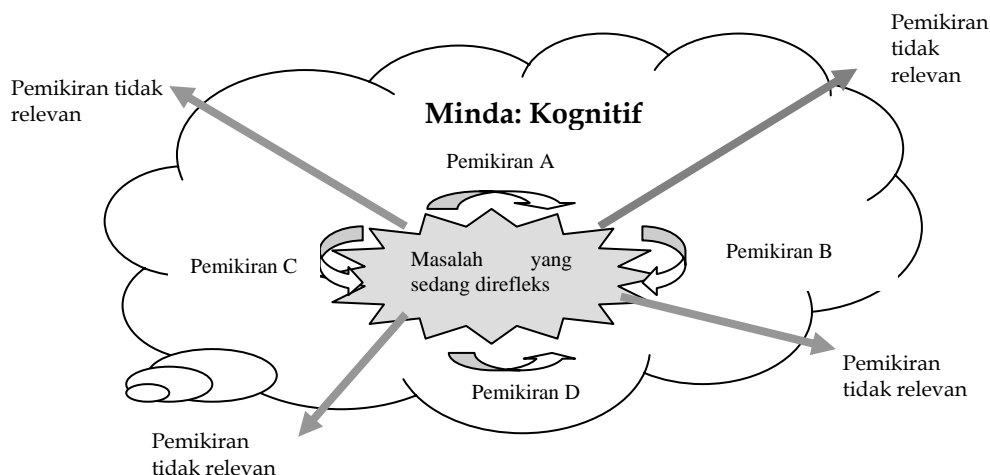 Pemikiran
tidak
relevan
Pemikiran tidak
relevan
Minda: Kognitif
Pemikiran A
Pemikiran C
Masalah yang
sedang direfleks
Pemikiran B
Pemikiran D
Pemikiran
tidak relevan
Pemikiran
tidak relevan